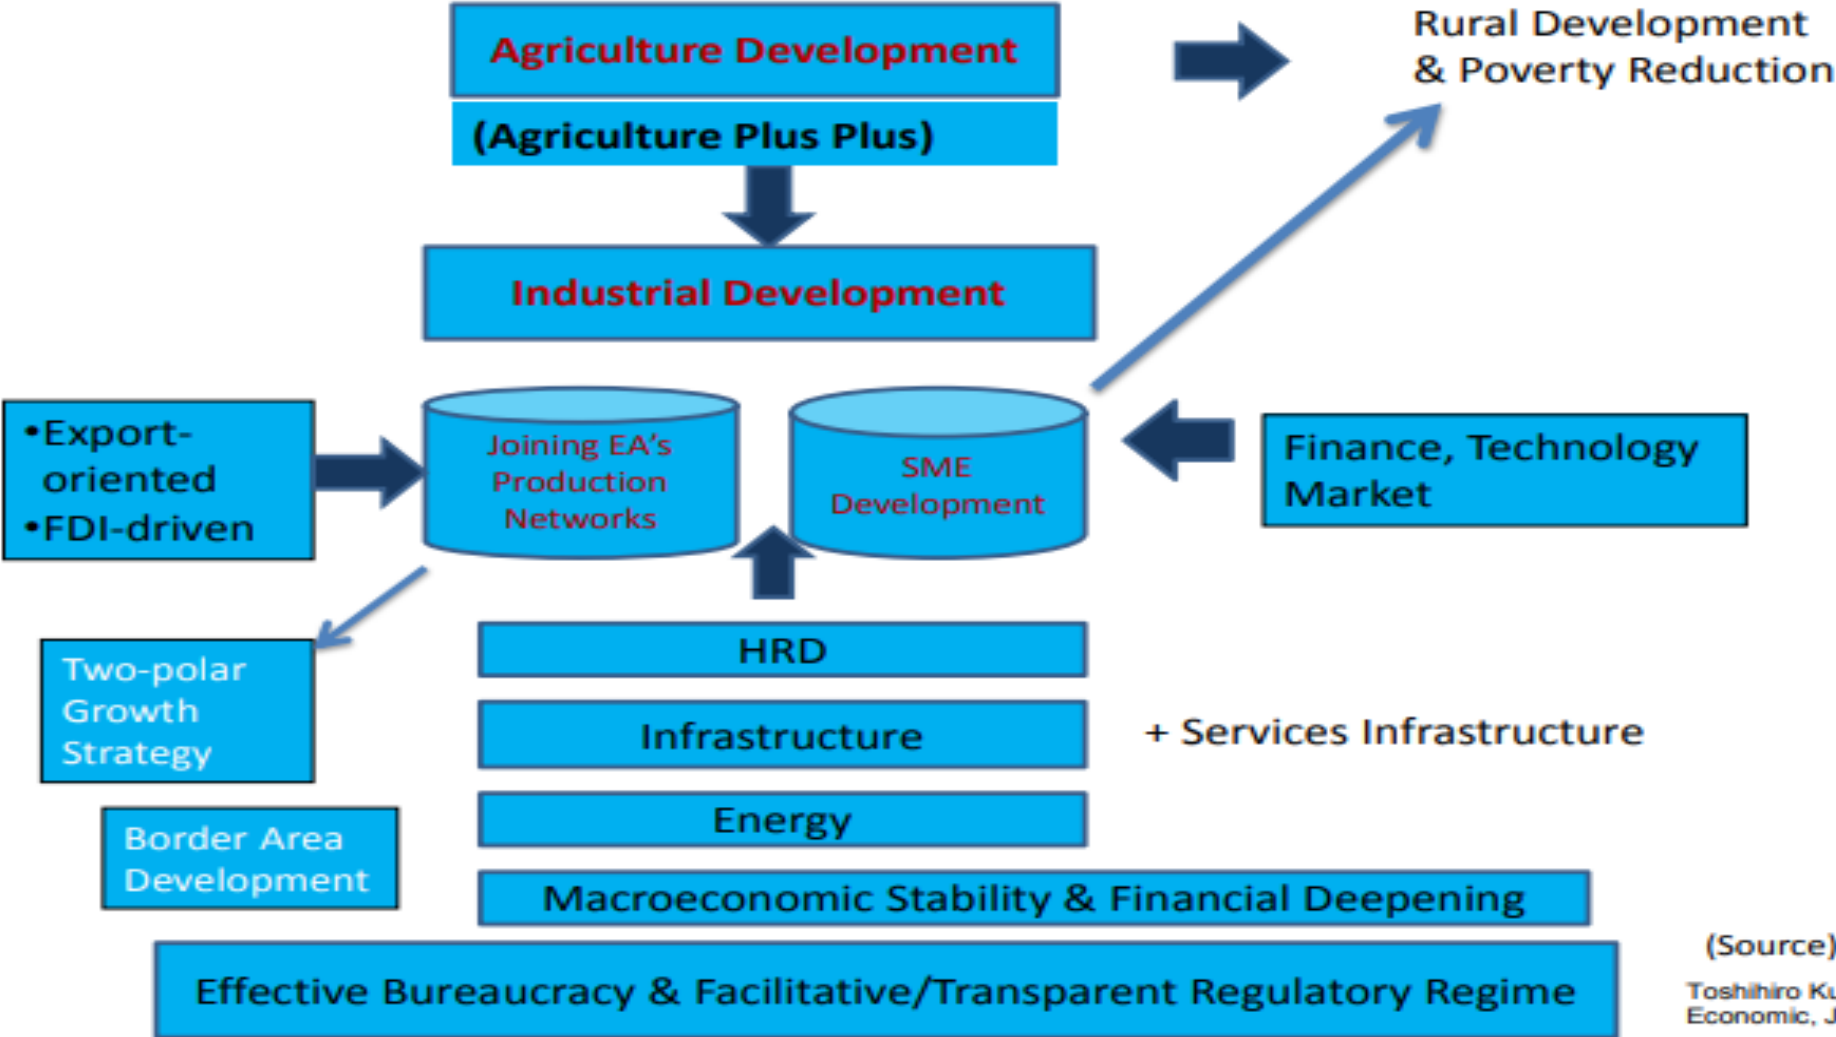 Agriculture Development
(Agriculture Plus Plus)
Rural Development
& Poverty Reduction
Industrial Development
•Export-
oriented
•FDI-driven
Joining EA's
Production
Networks
SME
Development
Finance, Technology
Market
Two-polar
Growth
Strategy
HRD
Infrastructure
+ Services Infrastructure
Border Area
Development
Energy
Macroeconomic Stability & Financial Deepening
Effective Bureaucracy & Facilitative/Transparent Regulatory Regime
(Source)
Toshihiro
Economic,